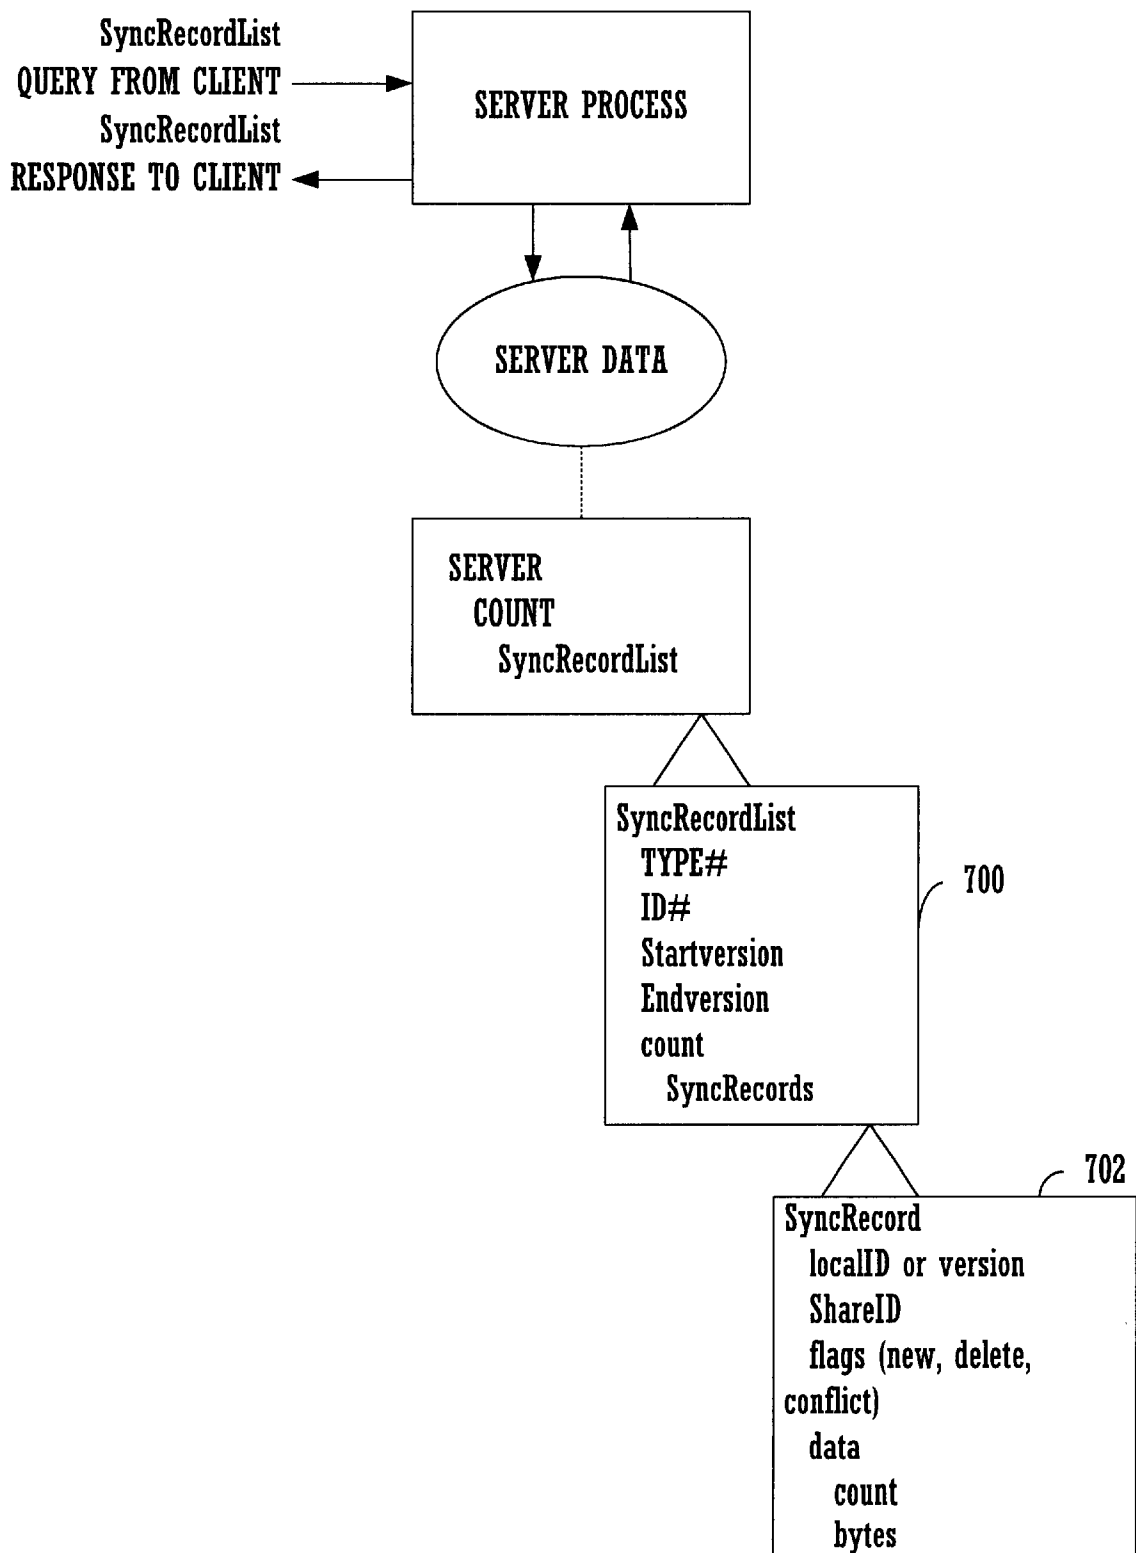 SyncRecordList
QUERY FROM CLIENT
SyncRecordList
RESPONSE TO CLIENT
SERVER PROCESS
SERVER DATA
SERVER
COUNT
SyncRecordList
SyncRecordList
TYPE#
ID#
Startversion
Endversion
count
SyncRecords
700
702
SyncRecord
localID or version
ShareID
flags (new, delete,
conflict)
data
count
bytes